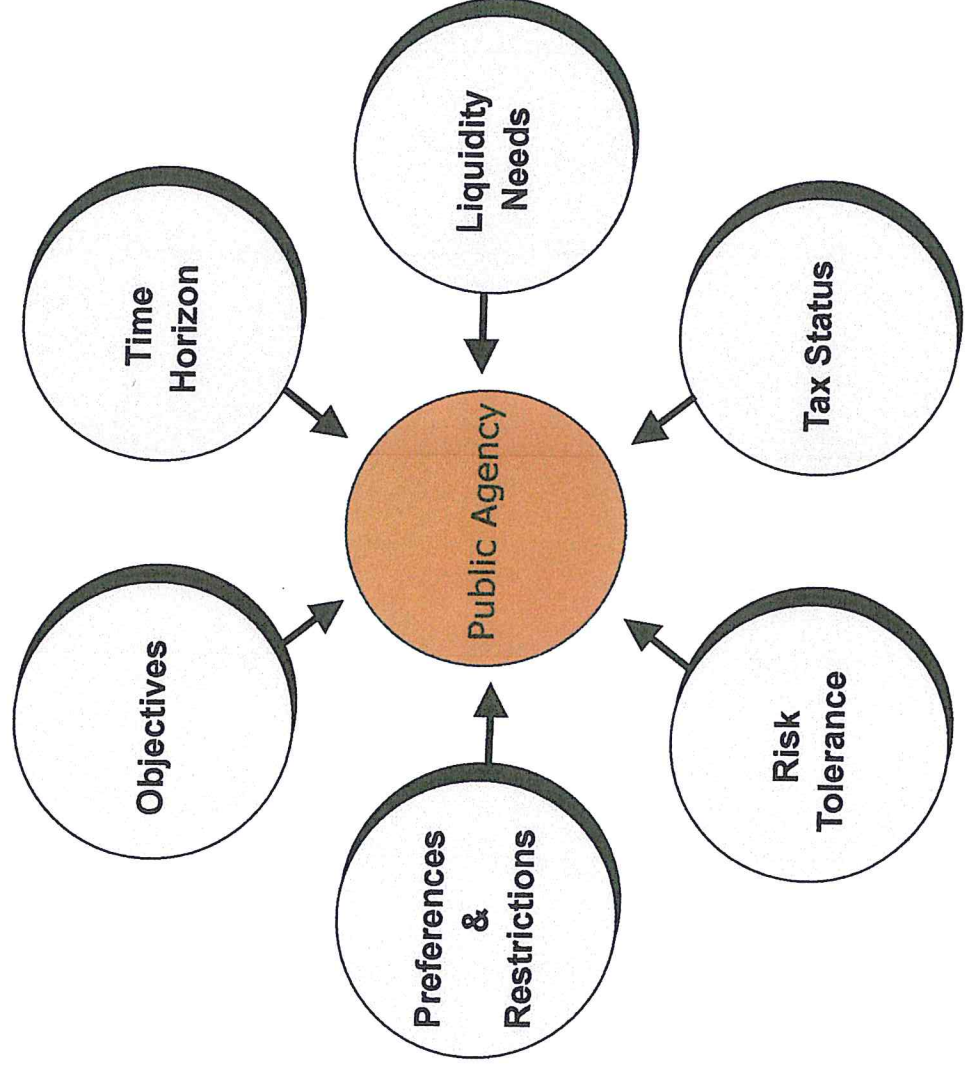 Objectives
Time
Horizon
Preferences
&
Restrictions
Public Agency
Liquidity
Needs
Risk
Tolerance
Tax Status